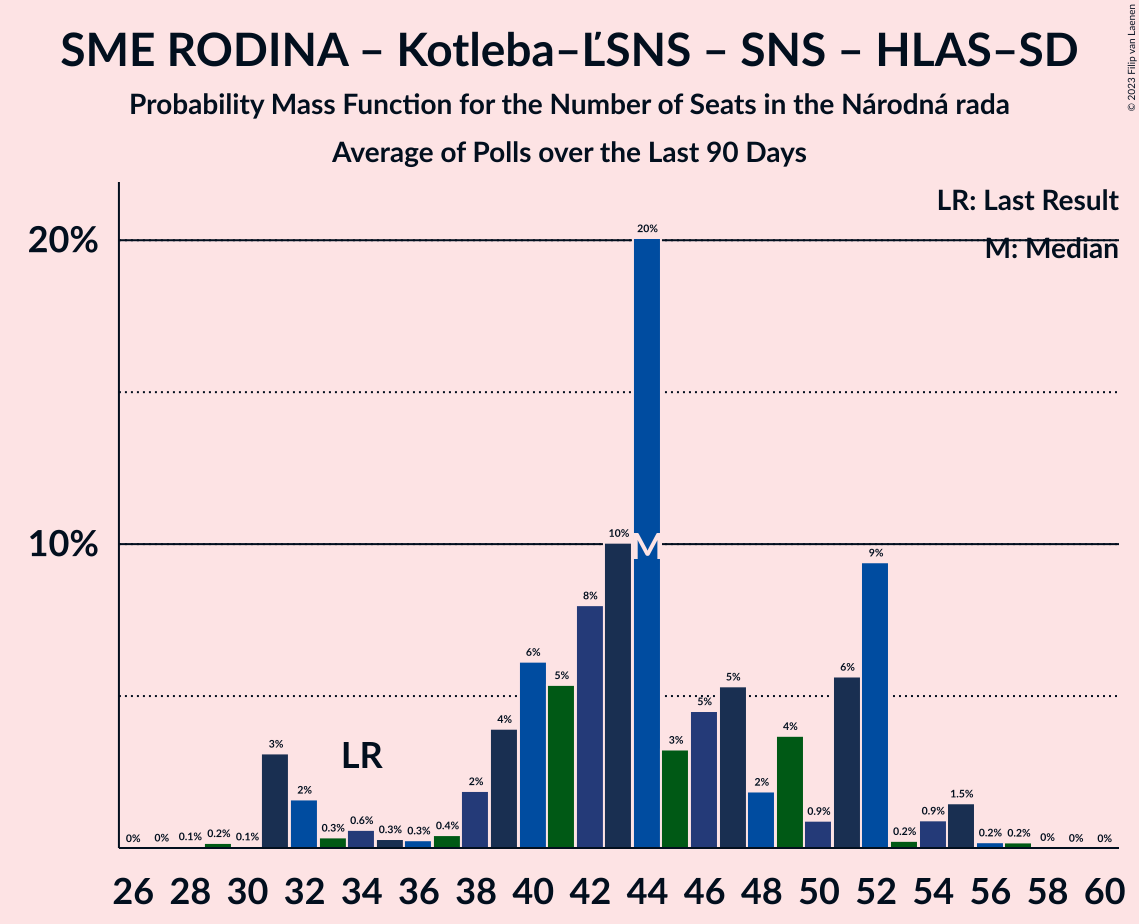 SME RODINA – Kotleba–ĽSNS – SNS – HLAS–SD
Probability Mass Function for the Number of Seats in the Národná rada
Average of Polls over the Last 90 Days
© 2023 Filip van Laenen
LR: Last Result
M: Median
20%
10%
0% 0% 0.1% 0.2% 0.1% 3% 2% 0.3% 0.6% 0.3% 0.3% 0.4% 2% 4% 6% 5% 8% 10% 20% 3% 5% 5% 2% 4% 0.9% 6% 9% 0.2% 0.9% 1.5% 0.2% 0.2% 0% 0% 0%
LR
M
26 28 30 32 34 36 38 40 42 44 46 48 50 52 54 56 58 60